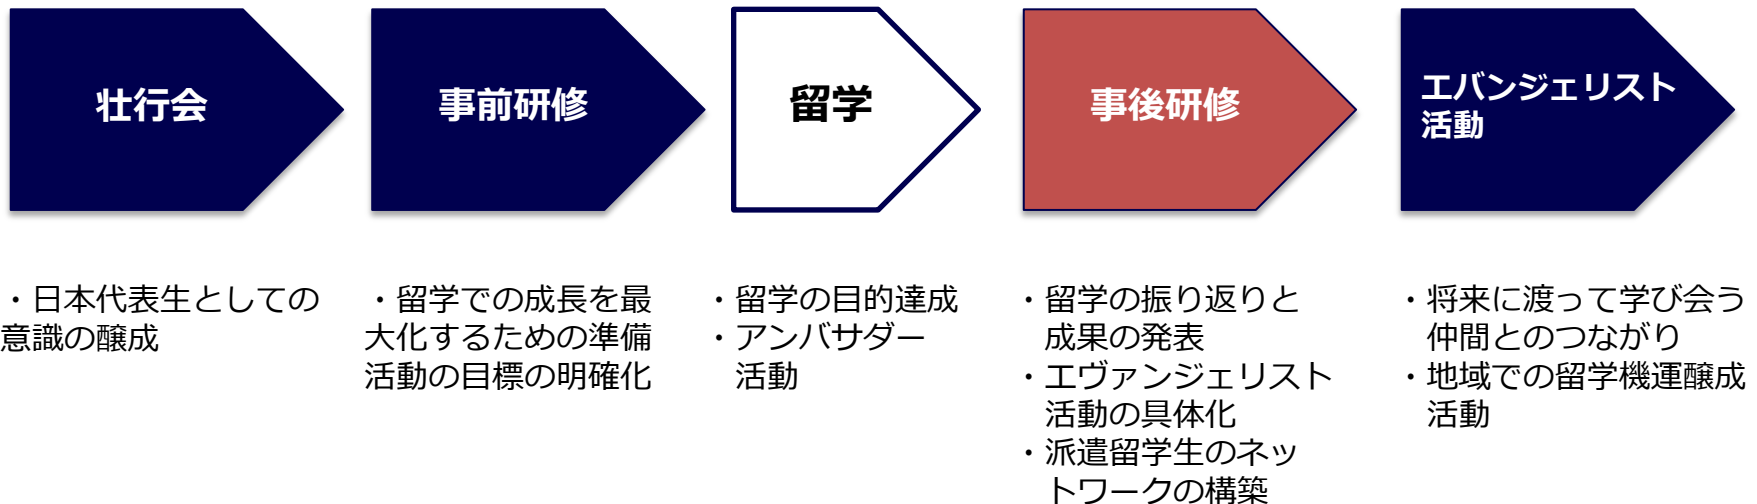 壮行会
事前研修
留学
事後研修
エバンジェリスト
活動
・日本代表生としての
意識の醸成
・留学での成長を最
大化するための準備
活動の目標の明確化
・留学の目的達成
・アンバサダー
活動
・留学の振り返りと
成果の発表
・エヴァンジェリスト
活動の具体化
・派遣留学生のネッ
トワークの構築
・将来に渡って学び会う
仲間とのつながり
・地域での留学機運醸成
活動